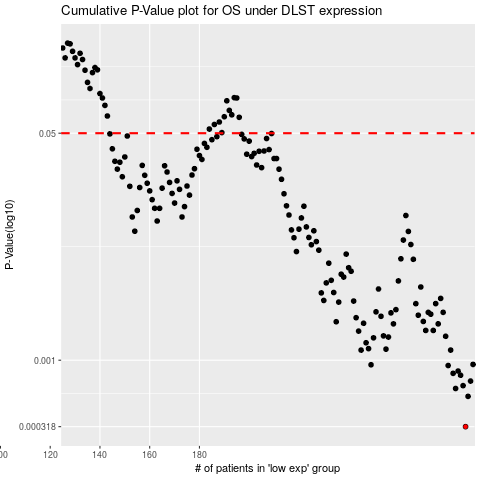 Cumulative P-Value plot for OS under DLST expression
P-Value(log10)
0.05
0.001
0.000318
00 120 140 160 180
# of patients in 'low exp' group